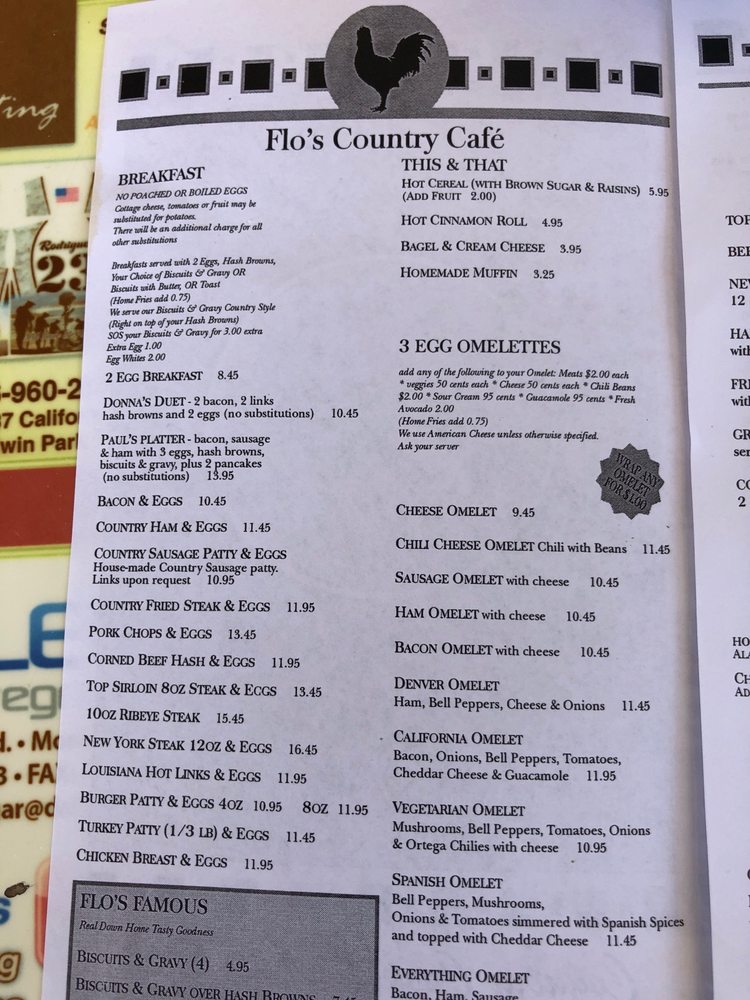 Flo's Country Café
BREAKFAST
NO POACHED OR BOILED EGGS
Cottage cheese, tomatoes or fruit may be
substituted for potatoes.
There will be an additional charge for all
other substitutions
Breakfasts served with 2 Eggs, Hash Browns,
Your Choice of Biscuits & Gravy OR
Biscuits with Butter, OR Toast
(Home Fries add 0.75)
We serve our Biscuits & Gravy Country Style
(Right on top of your Hash Browns)
SOS your Biscuits & Gravy for 3.00 extra
Extra Egg 1.00
Egg Whites 2.00
2 EGG BREAKFAST 8.45
DONNA'S DUET - 2 bacon, 2 links
hash browns and 2 eggs (no substitutions) 10.45
PAUL'S PLATTER - bacon, sausage
& ham with 3 eggs, hash browns,
biscuits & gravy, plus 2 pancakes
(no substitutions) 13.95
BACON & EGGS 10.45
COUNTRY HAM & EGGS 11.45
COUNTRY SAUSAGE PATTY & EGGS
House-made Country Sausage patty.
Links upon request 10.95
COUNTRY FRIED STEAK & EGGS 11.95
PORK CHOPS & EGGS 13.45
CORNED BEEF HASH & EGGS 11.95
TOP SIRLOIN 8OZ STEAK & EGGS 13.45
10OZ RIBEYE STEAK 15.45
NEW YORK STEAK 12OZ & EGGS 16.45
LOUISIANA HOT LINKS & EGGS 11.95
BURGER PATTY & EGGS 4OZ 10.95 8OZ 11.95
TURKEY PATTY (1/3 LB) & EGGS 11.45
CHICKEN BREAST & EGGS 11.95
FLO'S FAMOUS
Real Down Home Tasty Goodness
BISCUITS & GRAVY (4) 4.95
BISCUITS & GRAVY OVER HASH BROWNS
THIS & THAT
HOT CEREAL (WITH BROWN SUGAR & RAISINS) 5.95
(ADD FRUIT 2.00)
HOT CINNAMON ROLL 4.95
BAGEL & CREAM CHEESE 3.95
HOMEMADE MUFFIN 3.25
3 EGG OMELETTES
add any of the following to your Omelet: Meats $2.00 each
* veggies 50 cents each * Cheese 50 cents each * Chili Beans
$2.00 * Sour Cream 95 cents * Guacamole 95 cents * Fresh
Avocado 2.00
(Home Fries add 0.75)
We use American Cheese unless otherwise specified.
Ask your server
WRAP ANY
OMELET
FOR $1.00
CHEESE OMELET 9.45
CHILI CHEESE OMELET Chili with Beans 11.45
SAUSAGE OMELET with cheese 10.45
HAM OMELET with cheese 10.45
BACON OMELET with cheese 10.45
DENVER OMELET
Ham, Bell Peppers, Cheese & Onions 11.45
CALIFORNIA OMELET
Bacon, Onions, Bell Peppers, Tomatoes,
Cheddar Cheese & Guacamole 11.95
VEGETARIAN OMELET
Mushrooms, Bell Peppers, Tomatoes, Onions
& Ortega Chilies with cheese 10.95
SPANISH OMELET
Bell Peppers, Mushrooms,
Onions & Tomatoes simmered with Spanish Spices
and topped with Cheddar Cheese 11.45
EVERYTHING OMELET
Bacon, Ham, Sausage
TOP
12
with
2
23
-960-2